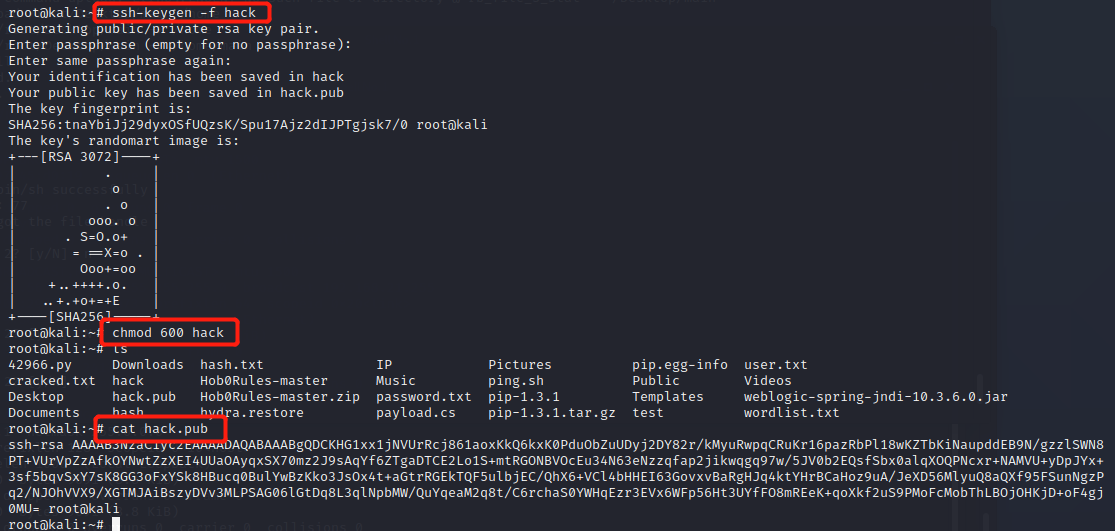 root@kali:~# ssh-keygen -f hack
Generating public/private rsa key pair.
Enter passphrase (empty for no passphrase):
Enter same passphrase again:
Your identification has been saved in hack
Your public key has been saved in hack.pub
The key fingerprint is:
SHA256:tnaYbiJj29dyxOSfUQzsK/Spu17Ajz2dIJPTgjsk7/0 root@kali
The key's randomart image is:
+---[RSA 3072]----+
|            .    |
|             o   |
|            . o  |
|          ooo. o |
|       . S=O.o+  |
|        = ==X=o .|
|         Ooo+=oo |
|     +..++++.o.  |
|    ..+.+o+=+E   |
+----[SHA256]-----+
root@kali:~# chmod 600 hack
root@kali:~# ls
42966.py Downloads hash.txt IP Pictures pip.egg-info user.txt
cracked.txt hack Hob0Rules-master Music ping.sh Public Videos
Desktop hack.pub Hob0Rules-master.zip password.txt pip-1.3.1 Templates weblogic-spring-jndi-10.3.6.0.jar
Documents hash hydra.restore payload.cs pip-1.3.1.tar.gz test wordlist.txt
root@kali:~# cat hack.pub
ssh-rsa AAAAB3NzaC1yc2EAAAADAQABAAABgQDCKHG1xx1jNVUrRcj861aoxKkQ6kxK0PduObZuUDyj2DY82r/kMyuRwpqCRuKr16pazRbPl18wKZTbKiNaupddEB9N/gzzlSWN8
PT+VUrVpZzAfkOYNwtZzXEI4UUaOAyqxSX70mz2J9sAqYf6ZTgaDTCE2Lo1S+mtRGONBVOcEu34N63eNzzqfap2jikwqgq97w/5JV0b2EQsfSbx0alqXOQPNcxr+NAMVU+yDpJYx+
3sf5bqvSxY7sK8GG3oFxYSk8HBucq0BulYwBzKko3JsOx4t+aGtrRGEkTQF5ulbjEC/QhX6+VCl4bHHEI63GovxvBaRgHJq4ktYHrBCaHoz9uA/JeXD56MlyuQ8aQXf95FSunNgzP
q2/NJOhVVX9/XGTMJAiBszyDVv3MLPSAG06lGtDq8L3qlNpbMW/QuYqeaM2q8t/C6rchaS0YWHqEzr3EVx6WFp56Ht3UYfFO8mREeK+qoXkf2uS9PMoFcMobThLBOjOHKjD+oF4gj
0MU= root@kali
root@kali:~#